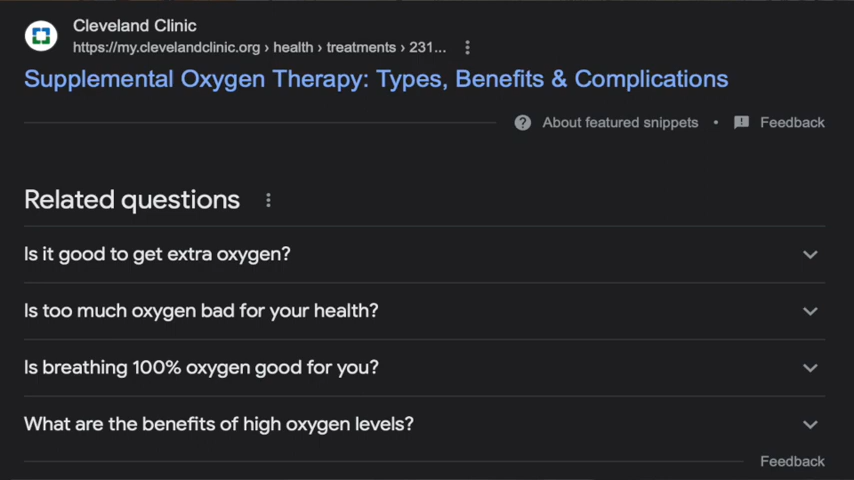 Cleveland Clinic
https://my.clevelandclinic.org › health › treatments › 231...
Supplemental Oxygen Therapy: Types, Benefits & Complications
About featured snippets • Feedback
Related questions
Is it good to get extra oxygen?
Is too much oxygen bad for your health?
Is breathing 100% oxygen good for you?
What are the benefits of high oxygen levels?
Feedback